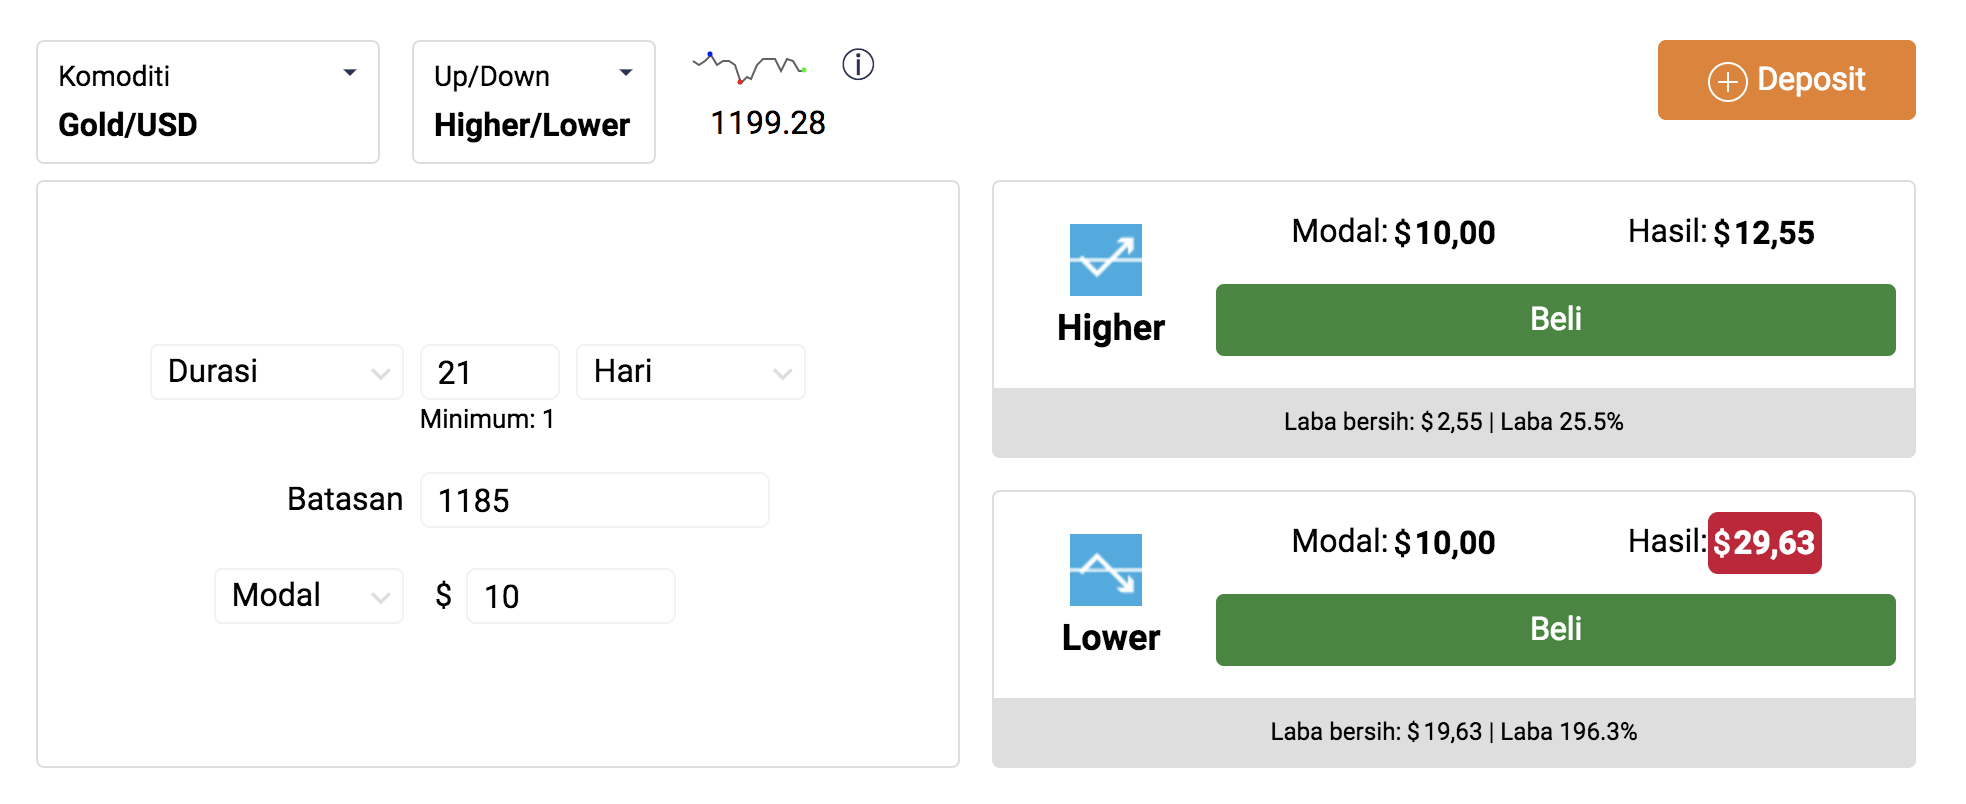 Komoditi
Gold/USD
Up/Down
Higher/Lower
1199.28
Deposit
Durasi 21 Hari
Minimum: 1
Batasan 1185
Modal $ 10
Modal: $10,00 Hasil: $12,55
Higher
Beli
Laba bersih: $2,55 | Laba 25.5%
Modal: $10,00 Hasil: $29,63
Lower
Beli
Laba bersih: $19,63 | Laba 196.3%